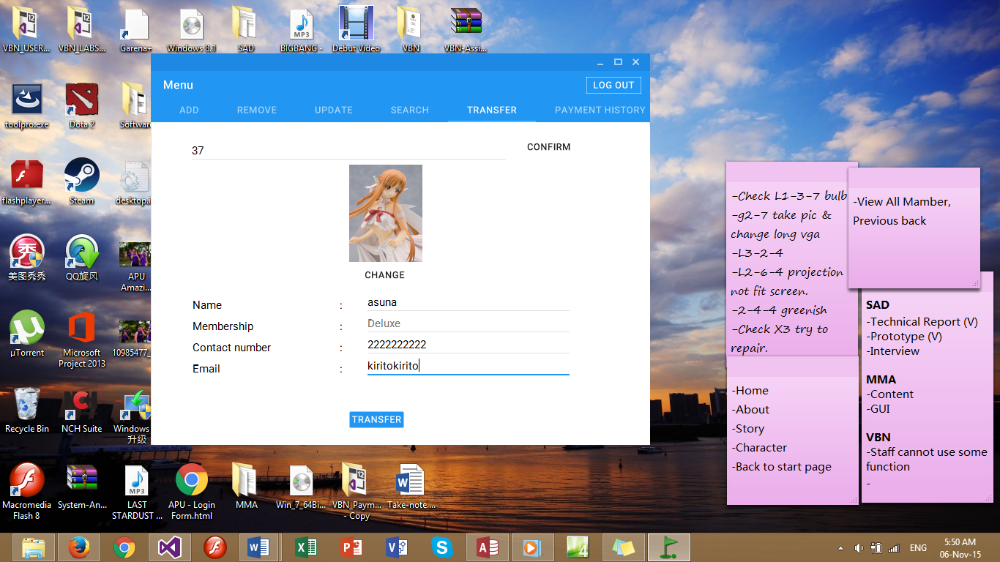 VBN_USER...
VBN_LABS...
Garena+
Windows 8.1
SAD
BIGBANG -
Debut Video
VBN
VBN-Assi...
toolpro.exe
Dota 2
Software
flashplayer...
Steam
desktop.i
美图秀秀
QQ旋风
APU
Amazi...
µTorrent
Microsoft
Project 2013
10985477_
Recycle Bin
NCH Suite
Windows
升级
Macromedia
Flash 8
System-An...
LAST
STARDUST ...
APU - Login
Form.html
MMA
Win_7_64Bi...
VBN_Paym...
- Copy
Take-note....
Menu
LOG OUT
ADD
REMOVE
UPDATE
SEARCH
TRANSFER
PAYMENT HISTORY
37
CONFIRM
CHANGE
Name : asuna
Membership : Deluxe
Contact number : 2222222222
Email : kiritokirito
TRANSFER
-Check L1-3-7 bulb
-g2-7 take pic &
change long vga
-L3-2-4
-L2-6-4 projection
not fit screen.
-2-4-4 greenish
-Check X3 try to
repair.
-View All Mamber,
Previous back
-Home
-About
-Story
-Character
-Back to start page
SAD
-Technical Report (V)
-Prototype (V)
-Interview
MMA
-Content
-GUI
VBN
-Staff cannot use some
function
-
ENG
5:50 AM
06-Nov-15